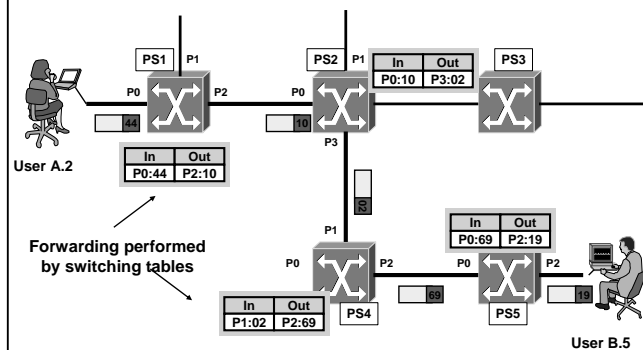 PS1
P1
PS2
P1
In Out
P0:10 P3:02
PS3
P0
P2
P0
44
10
P3
User A.2
In Out
P0:44 P2:10
02
P1
In Out
P0:69 P2:19
Forwarding performed
by switching tables
P0
P2
P0
P2
In Out
P1:02 P2:69
PS4
69
PS5
19
User B.5